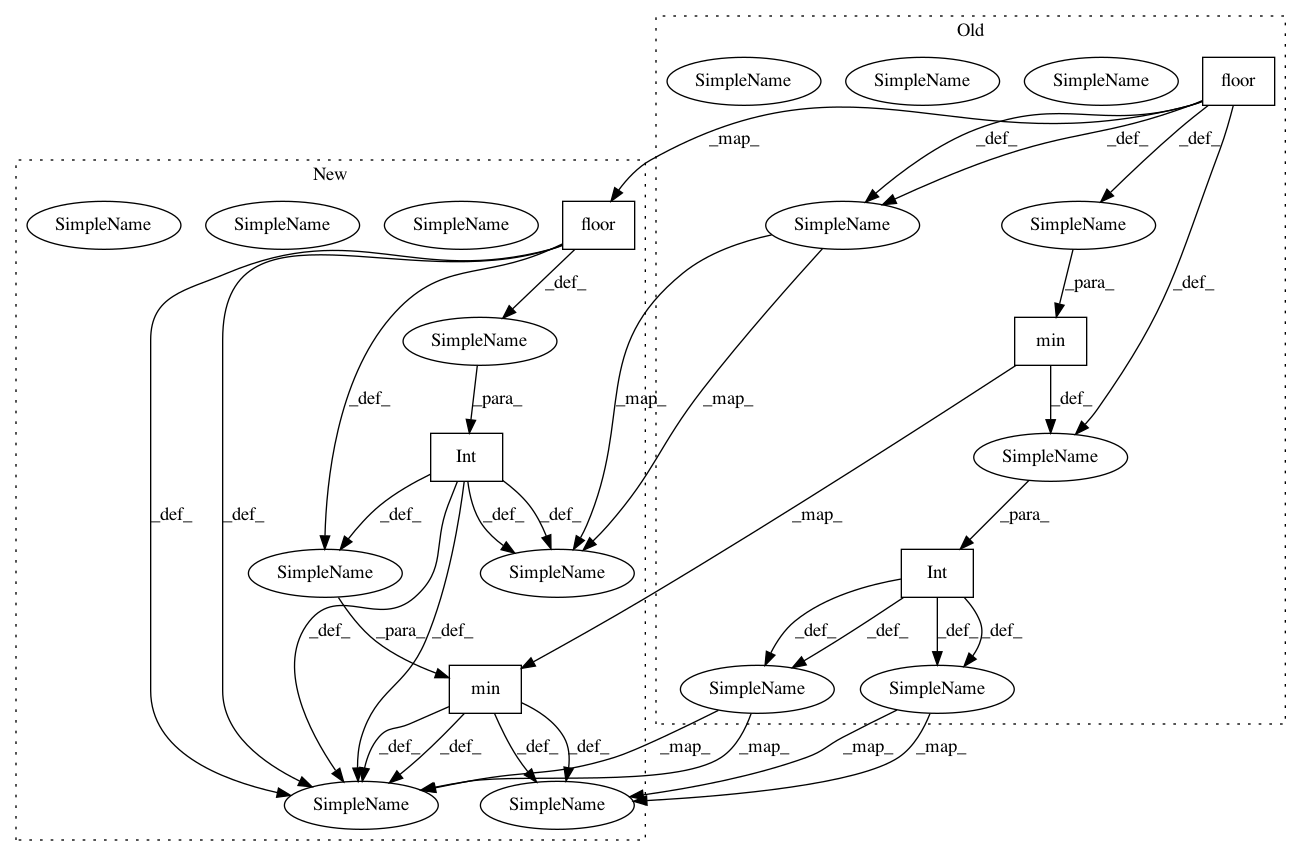 Old
SimpleName SimpleName SimpleName floor
_map_ _def_ _def_ _def_
New
SimpleName SimpleName SimpleName floor SimpleName SimpleName
_def_ _para_ _def_
SimpleName min
_def_ _para_ _map_ _map_ _def_
Int SimpleName
_def_ _def_ _def_ _def_ _def_ _map_ _para_
SimpleName SimpleName Int
_def_ _para_ _def_ _def_ _def_ _def_ _def_
min SimpleName SimpleName
_def_ _def_ _def_ _def_ _map_ _map_ _map_ _map_
SimpleName SimpleName